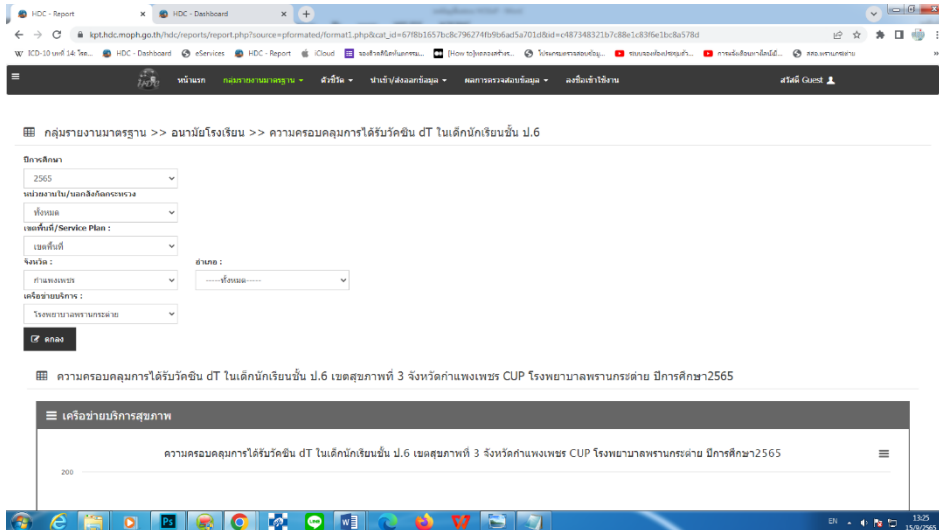 HDC - Report
HDC - Dashboard
kpt.hdc.moph.go.th/hdc/reports/report.php?source=pformated/format1.php&cat_id=67f8b1657bc8c796274fb9b6ad5a701d&id=c487348321b7c88e1c83f6e1bc8a578d
HDC - Dashboard eServices HDC - Report iCloud
หน้าแรก กลุ่มรายงานมาตรฐาน ตัวชี้วัด นำเข้า/ส่งออกข้อมูล ผลการตรวจสอบข้อมูล ลงชื่อเข้าใช้งาน สวัสดี Guest
กลุ่มรายงานมาตรฐาน >> อนามัยโรงเรียน >> ความครอบคลุมการได้รับวัคซีน dT ในเด็กนักเรียนชั้น ป.6
ปีการศึกษา
2565
หน่วยงานใน/นอกสังกัดกระทรวง
ทั้งหมด
เขตพื้นที่/Service Plan :
เขตพื้นที่
จังหวัด : อำเภอ :
กำแพงเพชร -----ทั้งหมด-----
เครือข่ายบริการ :
โรงพยาบาลพรานกระต่าย
ตกลง
ความครอบคลุมการได้รับวัคซีน dT ในเด็กนักเรียนชั้น ป.6 เขตสุขภาพที่ 3 จังหวัดกำแพงเพชร CUP โรงพยาบาลพรานกระต่าย ปีการศึกษา2565
เครือข่ายบริการสุขภาพ
ความครอบคลุมการได้รับวัคซีน dT ในเด็กนักเรียนชั้น ป.6 เขตสุขภาพที่ 3 จังหวัดกำแพงเพชร CUP โรงพยาบาลพรานกระต่าย ปีการศึกษา2565
200
EN 13:25
15/9/2565